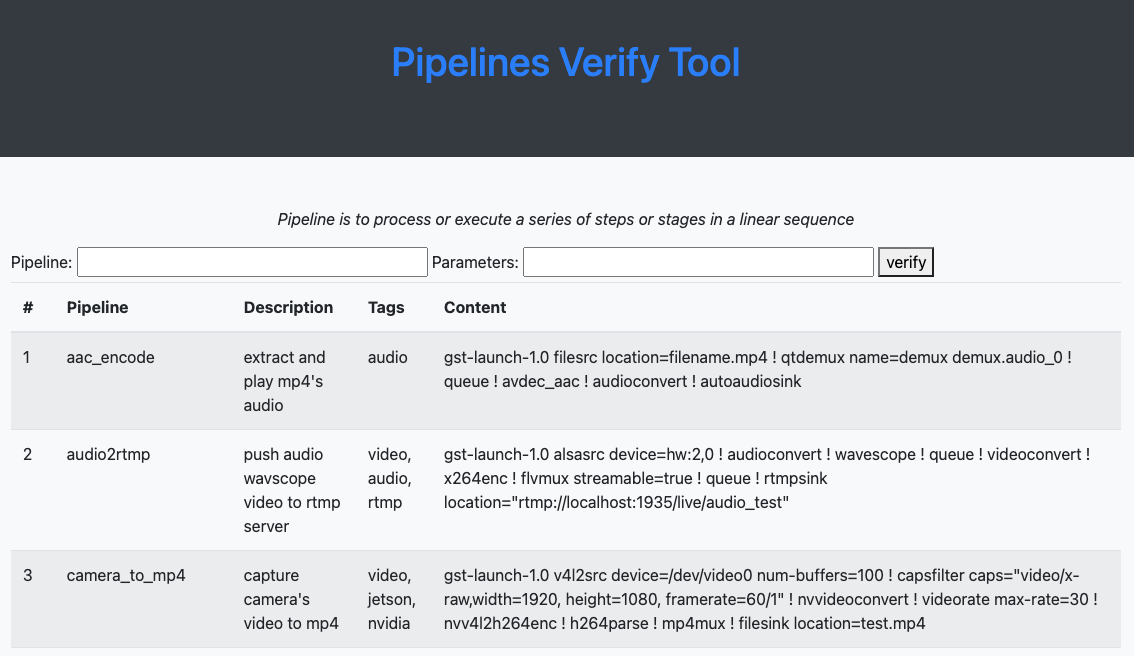 Pipelines Verify Tool
Pipeline is to process or execute a series of steps or stages in a linear sequence
Pipeline: Parameters: verify
# Pipeline Description Tags Content
1 aac_encode extract and play mp4's audio audio gst-launch-1.0 filesrc location=filename.mp4 ! qtdemux name=demux demux.audio_0 ! queue ! avdec_aac ! audioconvert ! autoaudiosink
2 audio2rtmp push audio wavscope video to rtmp server video, audio, rtmp gst-launch-1.0 alsasrc device=hw:2,0 ! audioconvert ! wavescope ! queue ! videoconvert ! x264enc ! flvmux streamable=true ! queue ! rtmpsink location="rtmp://localhost:1935/live/audio_test"
3 camera_to_mp4 capture camera's video to mp4 video, jetson, nvidia gst-launch-1.0 v4l2src device=/dev/video0 num-buffers=100 ! capsfilter caps="video/x-raw,width=1920, height=1080, framerate=60/1" ! nvvideoconvert ! videorate max-rate=30 ! nvv4l2h264enc ! h264parse ! mp4mux ! filesink location=test.mp4